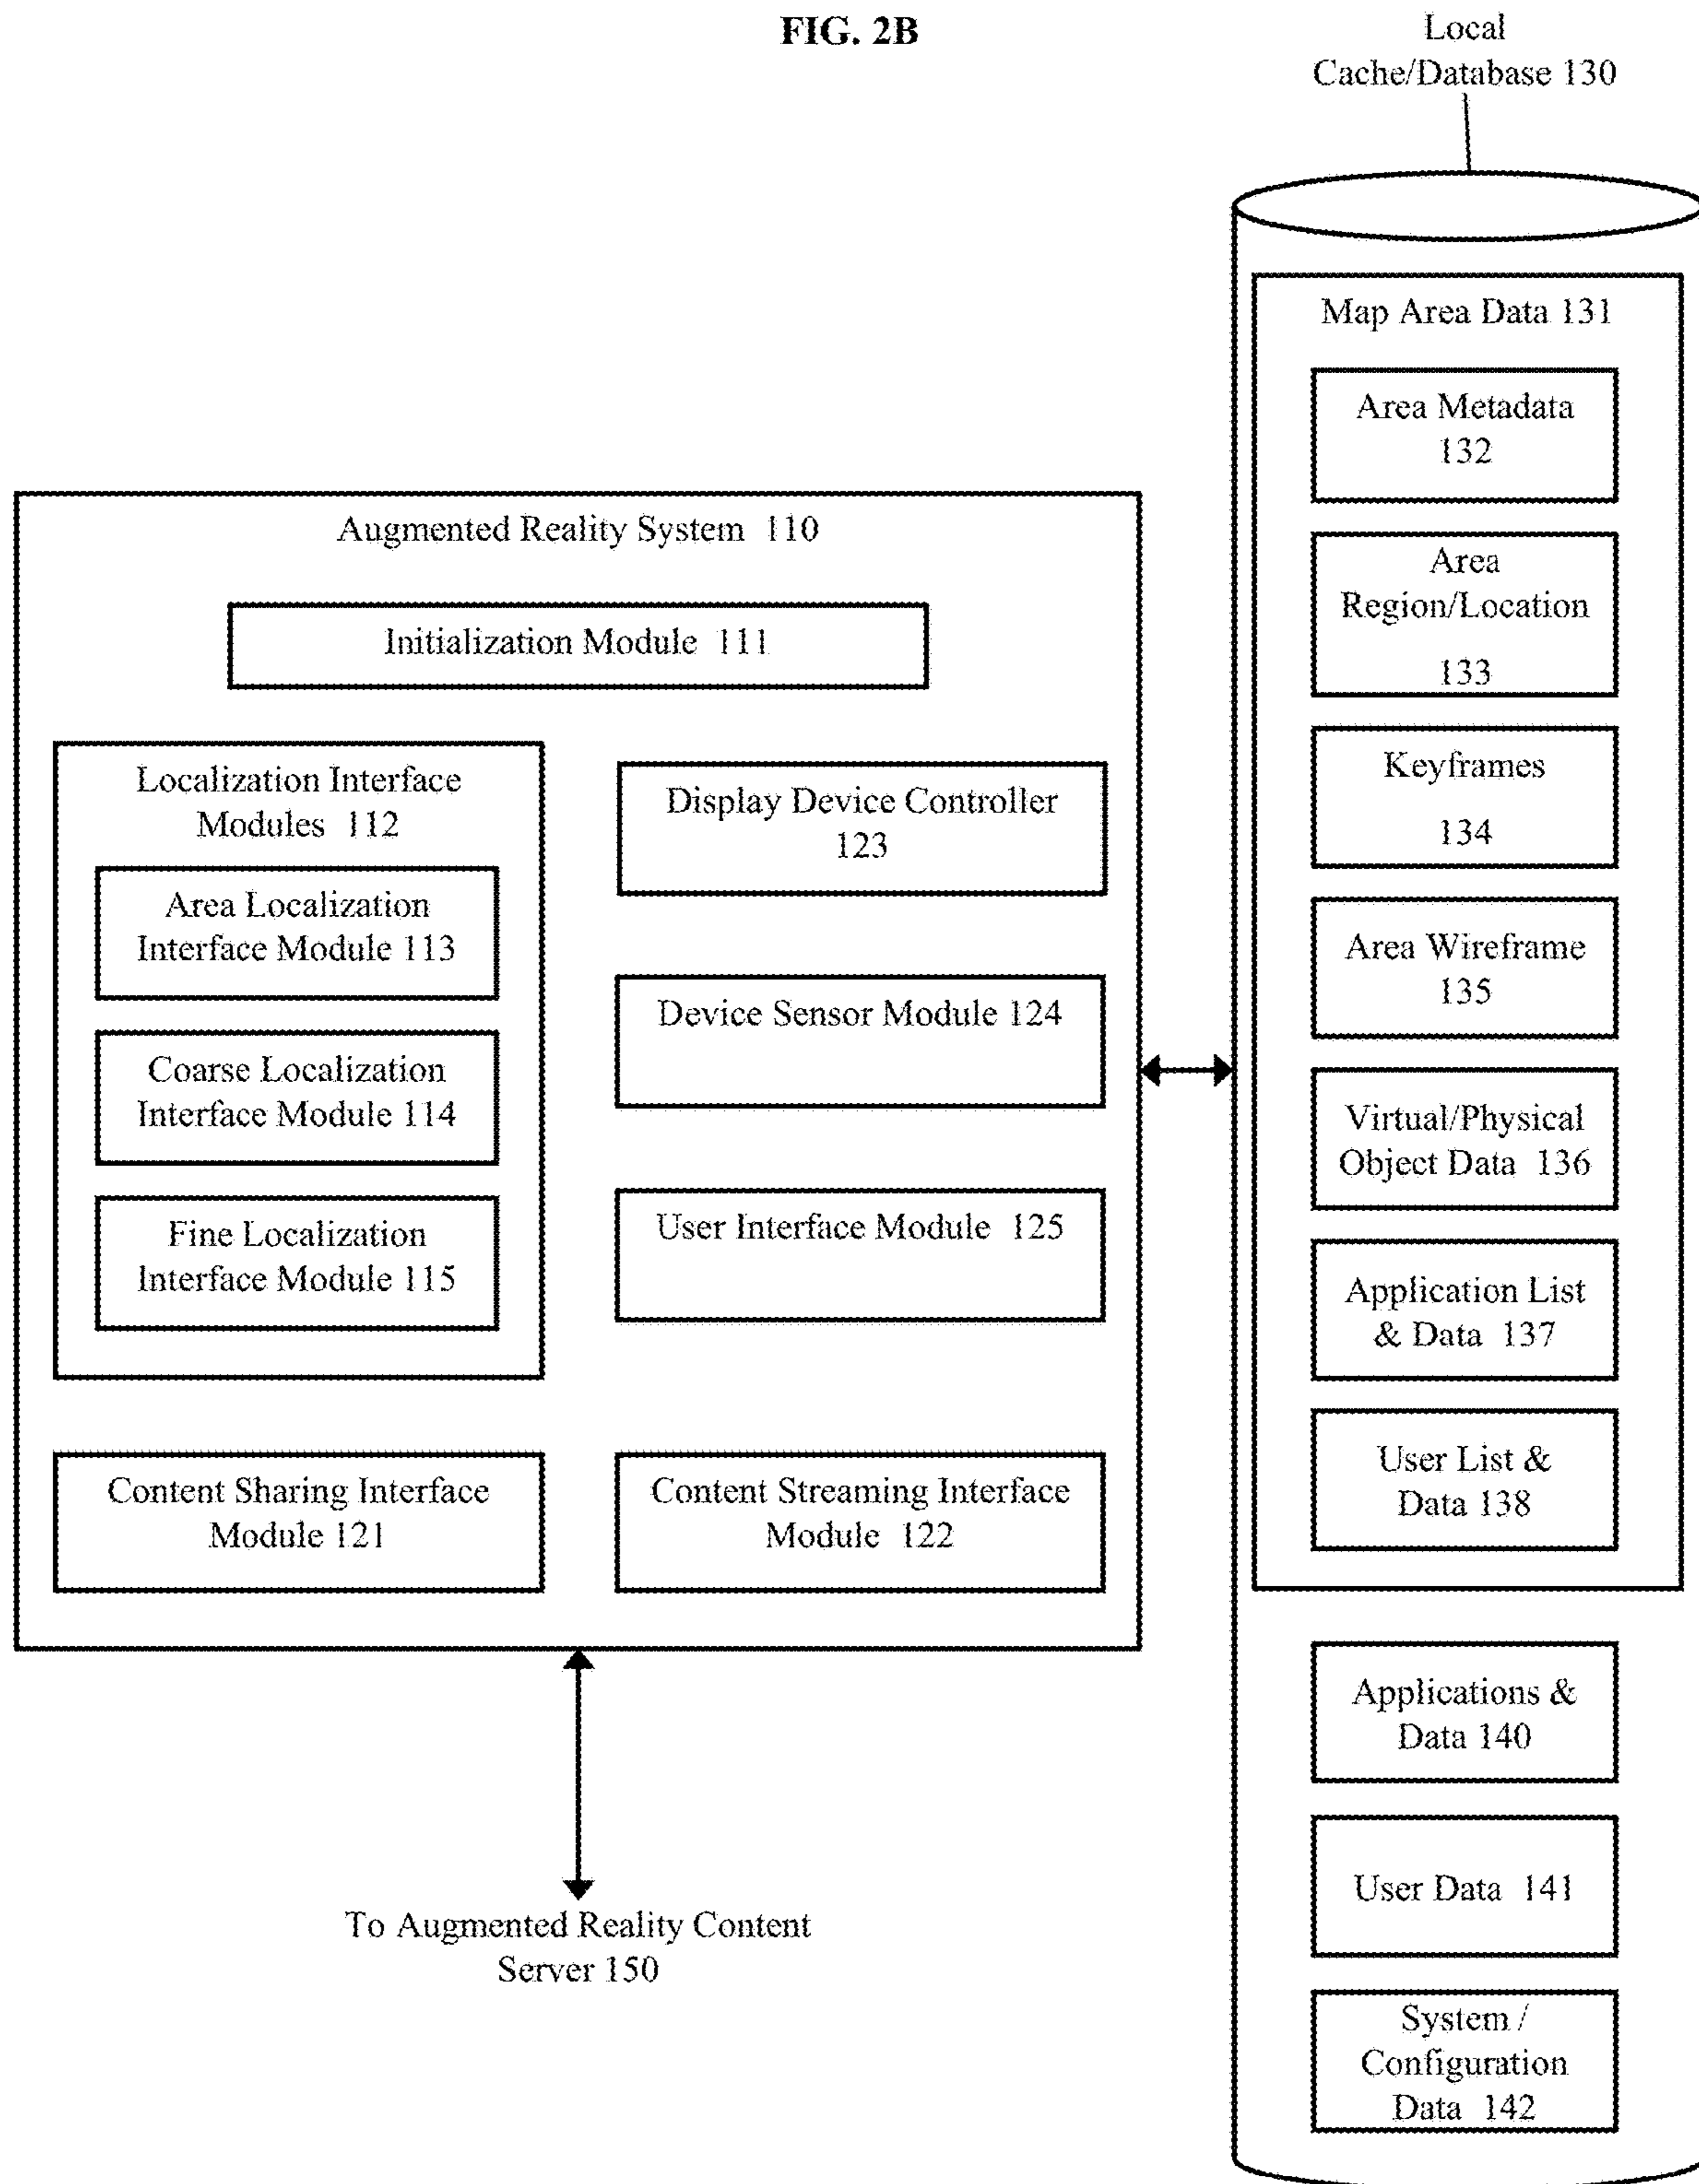 FIG. 2B
Local
Cache/Database 130
Map Area Data 131
Area Metadata
132
Area
Region/Location
133
Keyframes
134
Area Wireframe
135
Virtual/Physical
Object Data 136
Application List
& Data 137
User List &
Data 138
Applications &
Data 140
User Data 141
System /
Configuration
Data 142
Augmented Reality System 110
Initialization Module 111
Localization Interface
Modules 112
Area Localization
Interface Module 113
Coarse Localization
Interface Module 114
Fine Localization
Interface Module 115
Display Device Controller
123
Device Sensor Module 124
User Interface Module 125
Content Sharing Interface
Module 121
Content Streaming Interface
Module 122
To Augmented Reality Content
Server 150